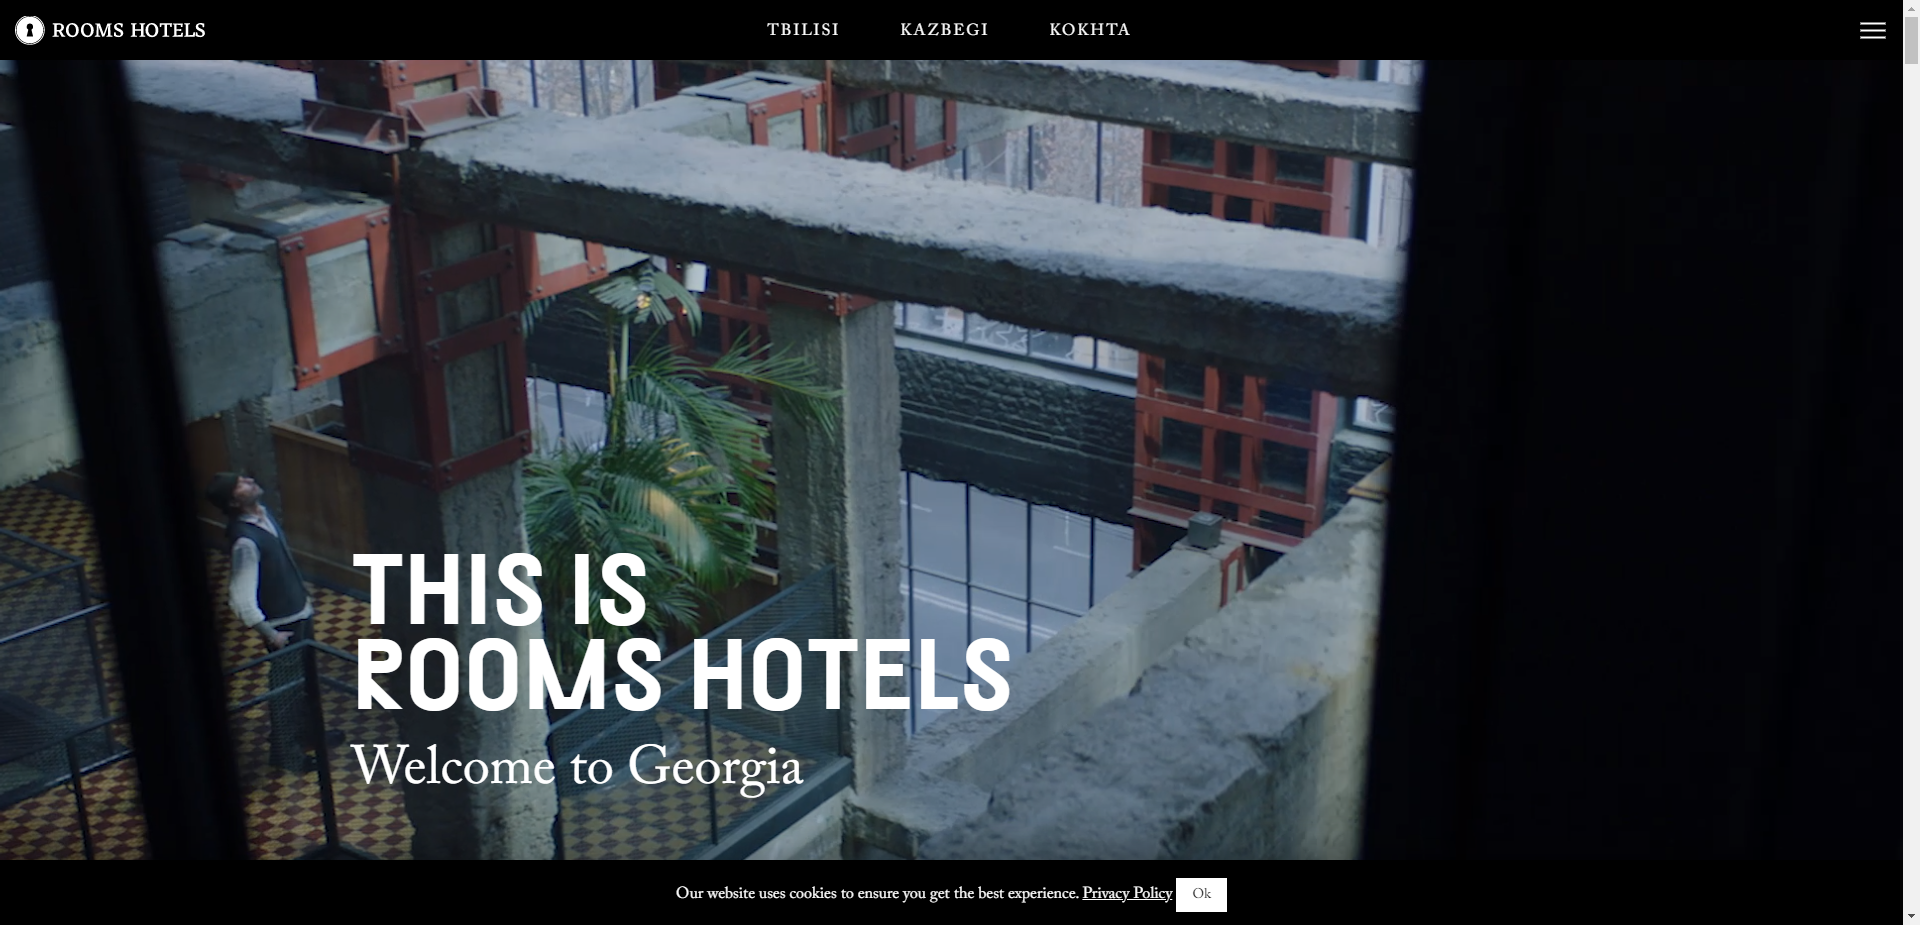 ROOMS HOTELS
TBILISI KAZBEGI KOKHTA
THIS IS
ROOMS HOTELS
Welcome to Georgia
Our website uses cookies to ensure you get the best experience. Privacy Policy Ok